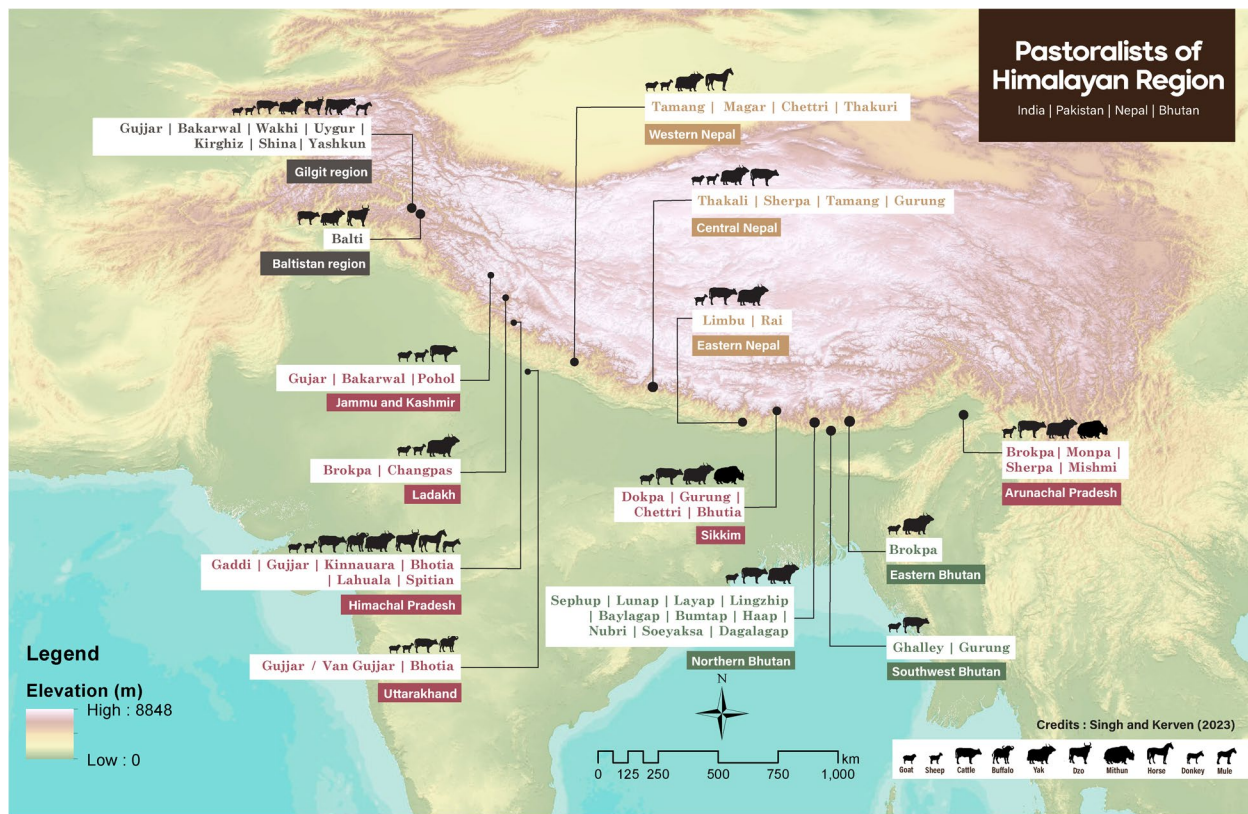 Pastoralists of
Himalayan Region
India | Pakistan | Nepal | Bhutan
Gujjar | Bakarwal | Wakhi | Uygur |
Kirghiz | Shina| Yashkun
Gilgit region
Balti
Baltistan region
Tamang | Magar | Chettri | Thakuri
Western Nepal
Thakali | Sherpa | Tamang | Gurung
Central Nepal
Limbu | Rai
Eastern Nepal
Gujar | Bakarwal |Pohol
Jammu and Kashmir
Brokpa | Changpas
Ladakh
Gaddi | Gujjar | Kinnauara | Bhotia
| Lahuala | Spitian
Himachal Pradesh
Gujjar / Van Gujjar | Bhotia
Uttarakhand
Dokpa | Gurung |
Chettri | Bhutia
Sikkim
Brokpa| Monpa |
Sherpa | Mishmi
Arunachal Pradesh
Brokpa
Eastern Bhutan
Sephup | Lunap | Layap | Lingzhip
| Baylagap | Bumtap | Haap |
Nubri | Soeyaksa | Dagalagap
Northern Bhutan
Ghalley | Gurung
Southwest Bhutan
Legend
Elevation (m)
High : 8848
Low : 0
N
km
0 125 250 500 750 1,000
Credits : Singh and Kerven (2023)
Goat Sheep Cattle Buffalo Yak Dzo Mithun Horse Donkey Mule